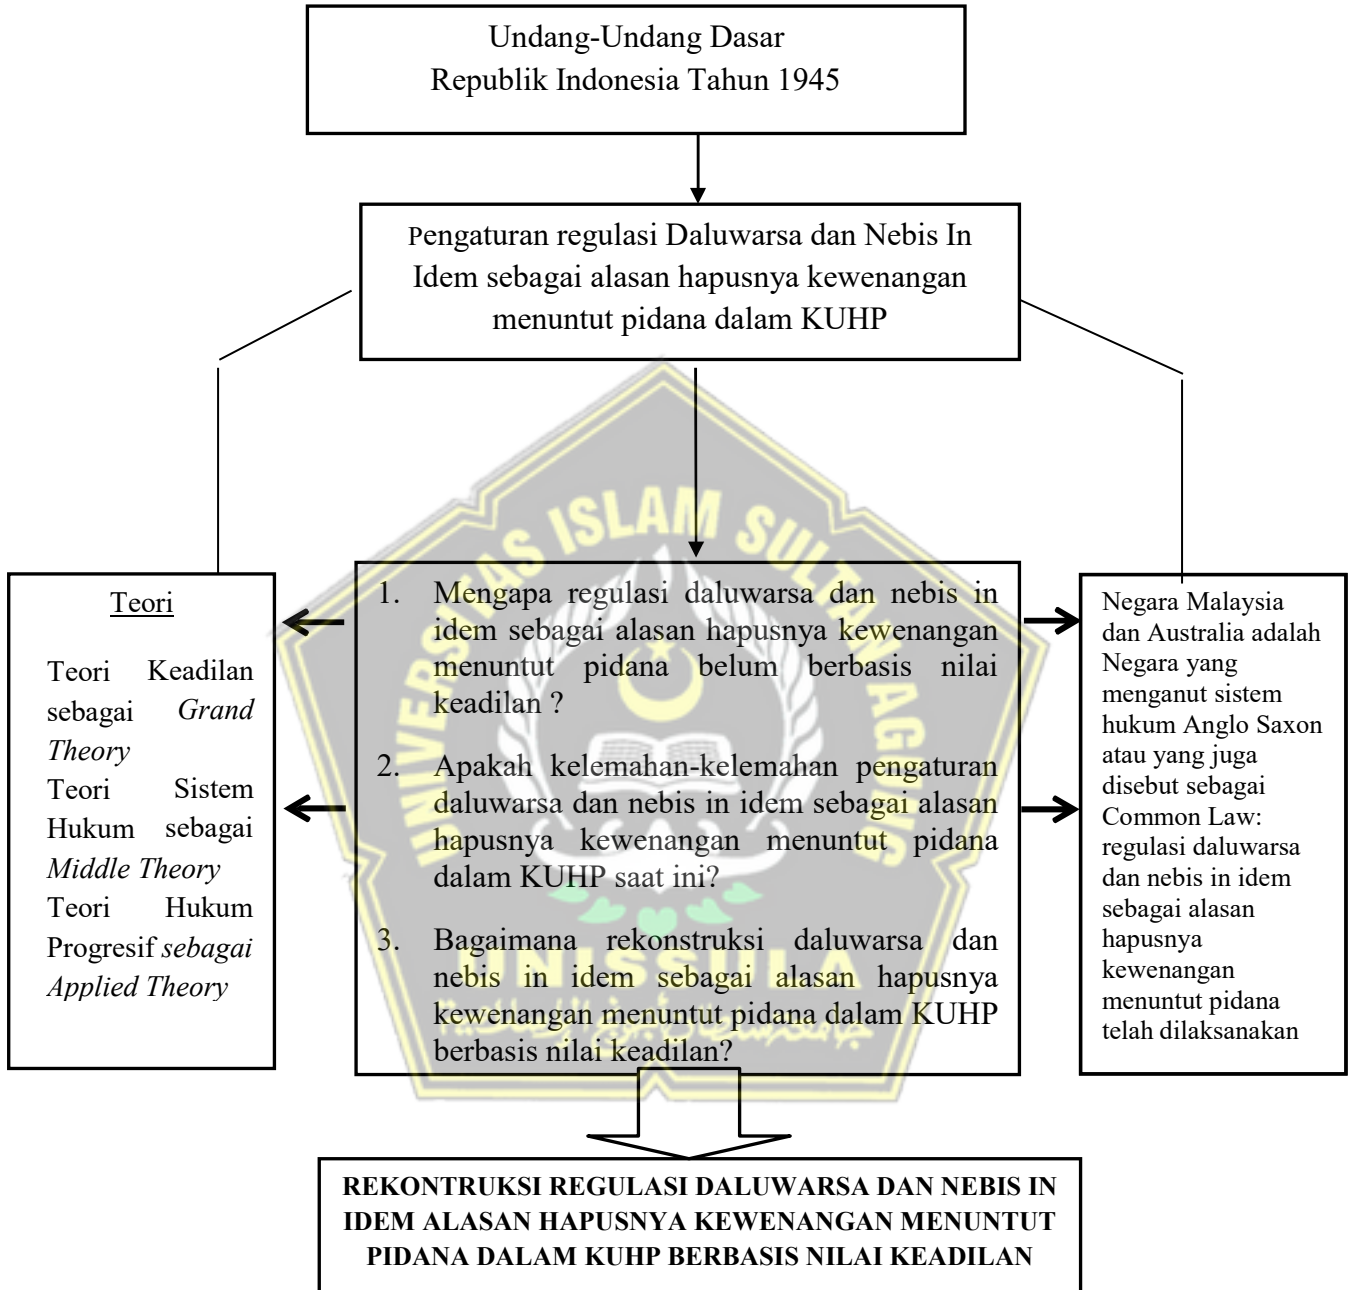 Undang-Undang Dasar
Republik Indonesia Tahun 1945
Pengaturan regulasi Daluwarsa dan Nebis In
Idem sebagai alasan hapusnya kewenangan
menuntut pidana dalam KUHP
Teori
Teori Keadilan
sebagai Grand
Theory
Teori Sistem
Hukum sebagai
Middle Theory
Teori Hukum
Progresif sebagai
Applied Theory
1. Mengapa regulasi daluwarsa dan nebis in
idem sebagai alasan hapusnya kewenangan
menuntut pidana belum berbasis nilai
keadilan ?
2. Apakah kelemahan-kelemahan pengaturan
daluwarsa dan nebis in idem sebagai alasan
hapusnya kewenangan menuntut pidana
dalam KUHP saat ini?
3. Bagaimana rekonstruksi daluwarsa dan
nebis in idem sebagai alasan hapusnya
kewenangan menuntut pidana dalam KUHP
berbasis nilai keadilan?
Negara Malaysia
dan Australia adalah
Negara yang
menganut sistem
hukum Anglo Saxon
atau yang juga
disebut sebagai
Common Law:
regulasi daluwarsa
dan nebis in idem
sebagai alasan
hapusnya
kewenangan
menuntut pidana
telah dilaksanakan
REKONTRUKSI REGULASI DALUWARSA DAN NEBIS IN
IDEM ALASAN HAPUSNYA KEWENANGAN MENUNTUT
PIDANA DALAM KUHP BERBASIS NILAI KEADILAN
UNIVERSITAS ISLAM SULTAN AGUNG
UNISSULA